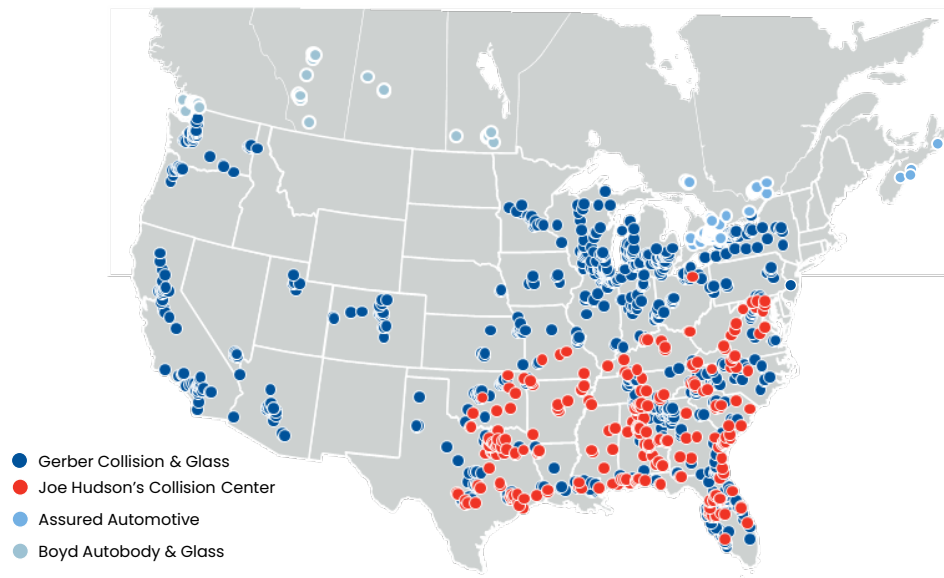 Gerber Collision & Glass
Joe Hudson's Collision Center
Assured Automotive
Boyd Autobody & Glass